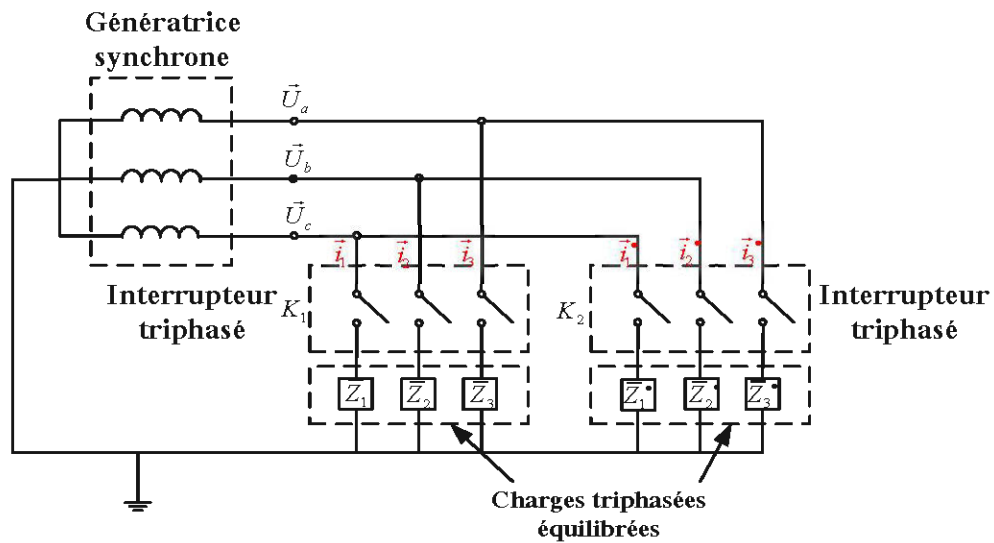 Génératrice
synchrone
U⃗a
U⃗b
U⃗c
i⃗1 i⃗2 i⃗3
i⃗1• i⃗2• i⃗3•
Interrupteur
triphasé
K1
K2
Interrupteur
triphasé
Z̅1 Z̅2 Z̅3
Z̅1• Z̅2• Z̅3•
Charges triphasées
équilibrées